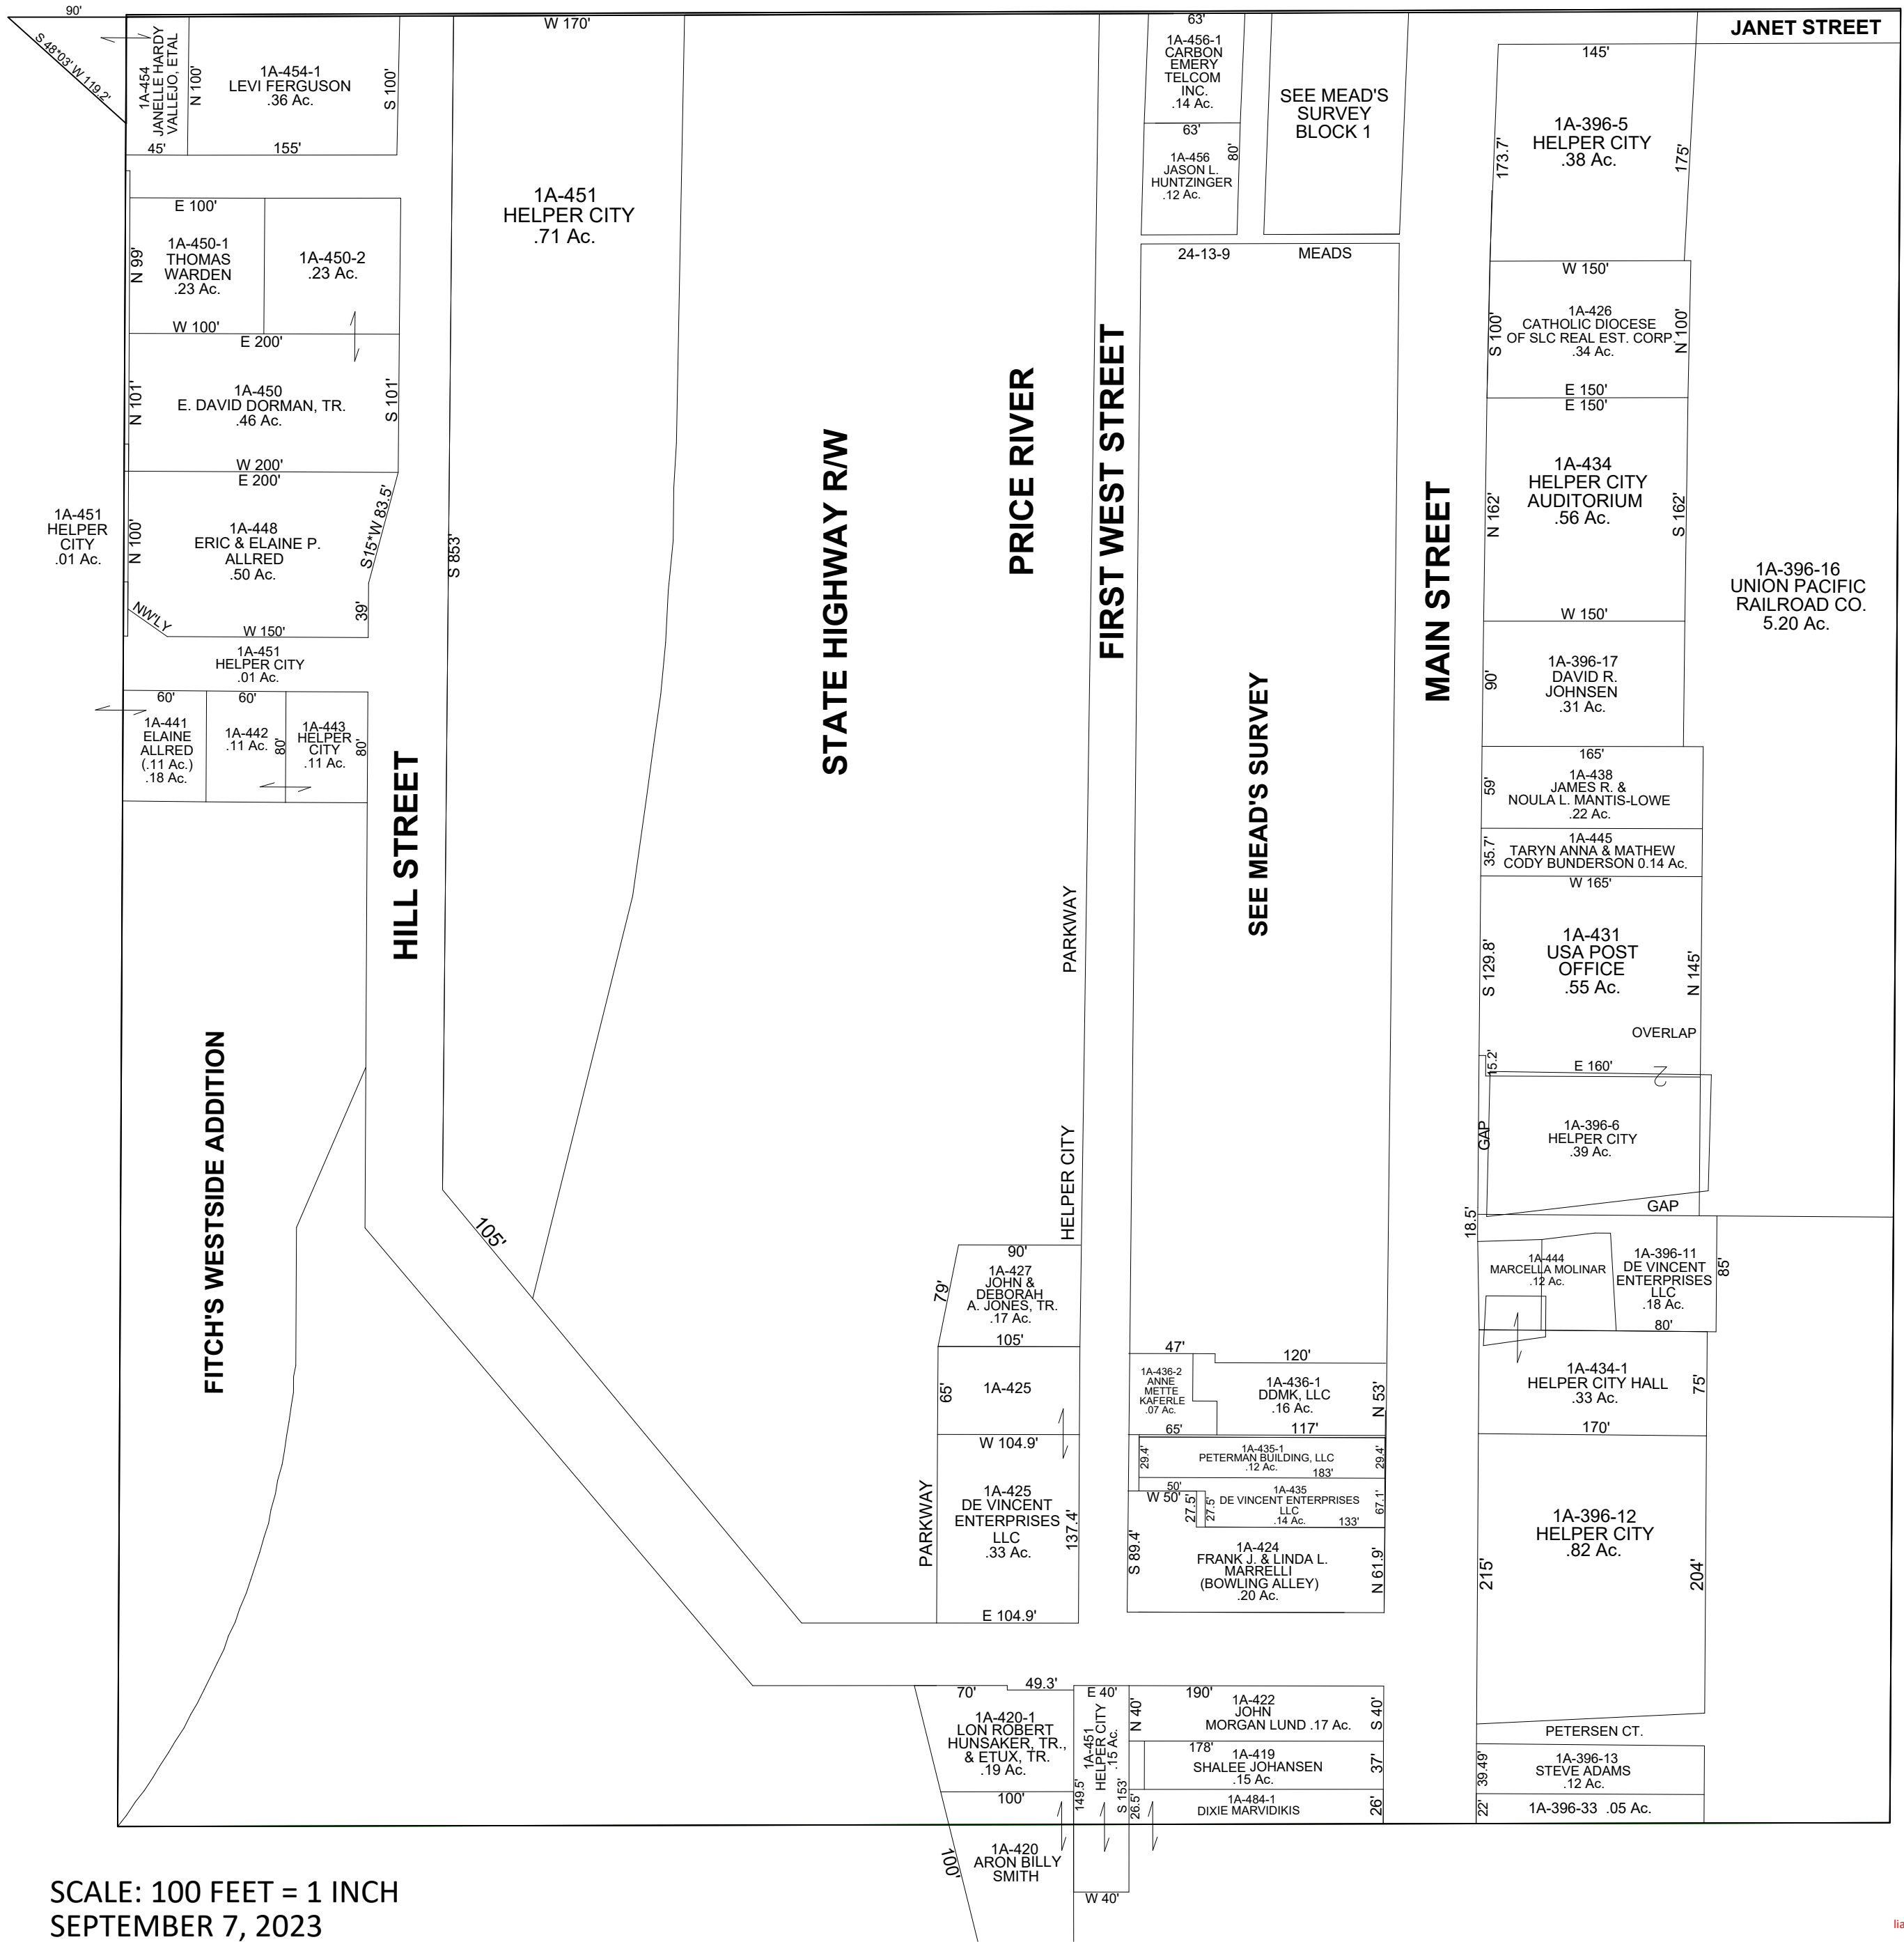 90'
S 48*03' W 119.2'
1A-454
JANELLE HARDY
VALLEJO, ETAL
N 100'
1A-454-1
LEVI FERGUSON
.36 Ac.
S 100'
45'
155'
E 100'
N 99'
1A-450-1
THOMAS
WARDEN
.23 Ac.
1A-450-2
.23 Ac.
W 100'
E 200'
N 101'
1A-450
E. DAVID DORMAN, TR.
.46 Ac.
S 101'
W 200'
E 200'
1A-451
HELPER
CITY
.01 Ac.
N 100'
1A-448
ERIC & ELAINE P.
ALLRED
.50 Ac.
S15*W 83.5'
39'
NW'LY
W 150'
1A-451
HELPER CITY
.01 Ac.
60'
60'
1A-441
ELAINE
ALLRED
(.11 Ac.)
.18 Ac.
1A-442
.11 Ac.
80'
1A-443
HELPER
CITY
.11 Ac.
80'
HILL STREET
FITCH'S WESTSIDE ADDITION
W 170'
1A-451
HELPER CITY
.71 Ac.
S 853'
105'
STATE HIGHWAY R/W
PRICE RIVER
FIRST WEST STREET
PARKWAY
HELPER CITY
PARKWAY
63'
1A-456-1
CARBON
EMERY
TELCOM
INC.
.14 Ac.
63'
1A-456
JASON L.
HUNTZINGER
.12 Ac.
80'
SEE MEAD'S
SURVEY
BLOCK 1
24-13-9
MEADS
SEE MEAD'S SURVEY
MAIN STREET
JANET STREET
145'
173.7'
1A-396-5
HELPER CITY
.38 Ac.
175'
W 150'
S 100'
1A-426
CATHOLIC DIOCESE
OF SLC REAL EST. CORP.
.34 Ac.
N 100'
E 150'
E 150'
N 162'
1A-434
HELPER CITY
AUDITORIUM
.56 Ac.
S 162'
W 150'
1A-396-16
UNION PACIFIC
RAILROAD CO.
5.20 Ac.
90'
1A-396-17
DAVID R.
JOHNSEN
.31 Ac.
165'
59'
1A-438
JAMES R. &
NOULA L. MANTIS-LOWE
.22 Ac.
35.7'
1A-445
TARYN ANNA & MATHEW
CODY BUNDERSON 0.14 Ac.
W 165'
S 129.8'
1A-431
USA POST
OFFICE
.55 Ac.
N 145'
OVERLAP
15.2'
E 160'
2
GAP
1A-396-6
HELPER CITY
.39 Ac.
GAP
18.5'
1A-444
MARCELLA MOLINAR
.12 Ac.
1A-396-11
DE VINCENT
ENTERPRISES
LLC
.18 Ac.
85'
80'
1A-434-1
HELPER CITY HALL
.33 Ac.
75'
170'
1A-396-12
HELPER CITY
.82 Ac.
215'
204'
PETERSEN CT.
39.49'
1A-396-13
STEVE ADAMS
.12 Ac.
22'
1A-396-33 .05 Ac.
90'
79'
1A-427
JOHN &
DEBORAH
A. JONES, TR.
.17 Ac.
105'
65'
1A-425
W 104.9'
1A-425
DE VINCENT
ENTERPRISES
LLC
.33 Ac.
137.4'
E 104.9'
47'
120'
1A-436-2
ANNE
METTE
KAFERLE
.07 Ac.
1A-436-1
DDMK, LLC
.16 Ac.
N 53'
65'
117'
29.4'
1A-435-1
PETERMAN BUILDING, LLC
.12 Ac.
183'
29.4'
50'
W 50'
27.5'
27.5'
1A-435
DE VINCENT ENTERPRISES
LLC
.14 Ac.
133'
67.1'
S 89.4'
1A-424
FRANK J. & LINDA L.
MARRELLI
(BOWLING ALLEY)
.20 Ac.
N 61.9'
70'
49.3'
1A-420-1
LON ROBERT
HUNSAKER, TR.,
& ETUX, TR.
.19 Ac.
100'
E 40'
1A-451
HELPER CITY
.15 Ac.
149.5'
S 153'
N 40'
190'
1A-422
JOHN
MORGAN LUND .17 Ac.
S 40'
178'
1A-419
SHALEE JOHANSEN
.15 Ac.
37'
26.5'
1A-484-1
DIXIE MARVIDIKIS
26'
100'
1A-420
ARON BILLY
SMITH
W 40'
SCALE: 100 FEET = 1 INCH
SEPTEMBER 7, 2023
lia